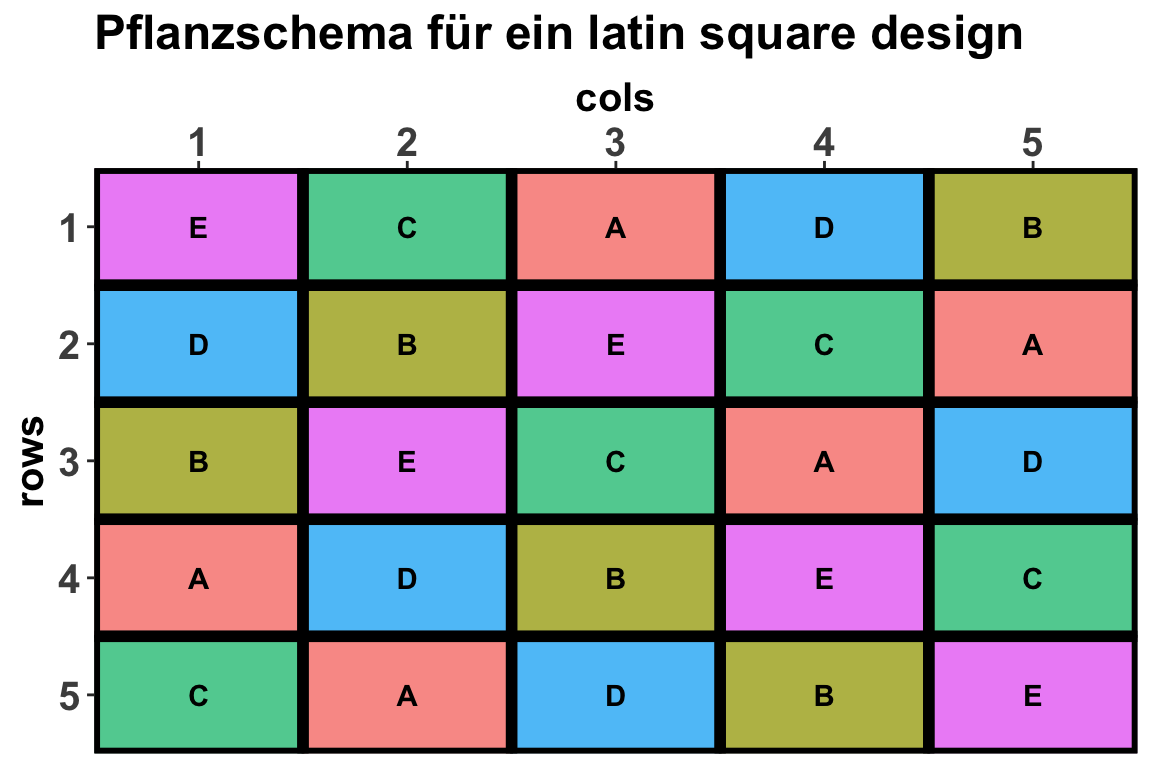 Pflanzschema für ein latin square design
cols
1 2 3 4 5
1 E C A D B
2 D B E C A
rows
3 B E C A D
4 A D B E C
5 C A D B E